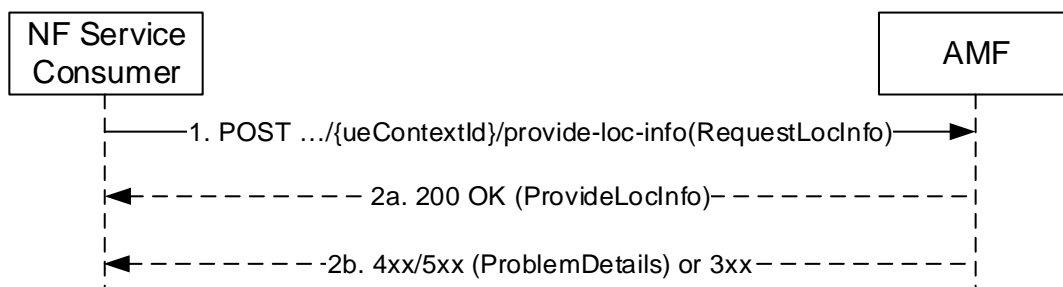 NF Service
Consumer
AMF
1. POST …/{ueContextId}/provide-loc-info(RequestLocInfo)
2a. 200 OK (ProvideLocInfo)
2b. 4xx/5xx (ProblemDetails) or 3xx